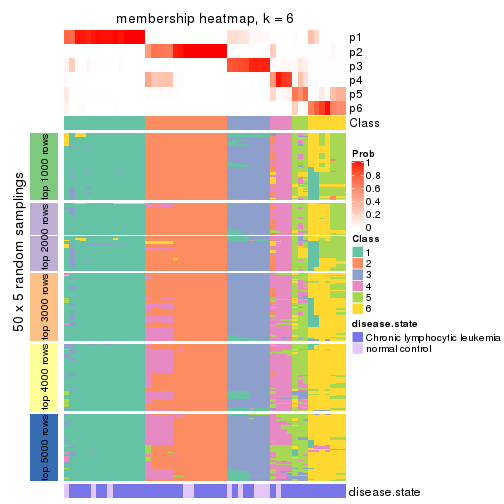 membership heatmap, k = 6
p1
p2
p3
p4
p5
p6
Class
50 x 5 random samplings
top 1000 rows
top 2000 rows
top 3000 rows
top 4000 rows
top 5000 rows
Prob
1
0.8
0.6
0.4
0.2
0
Class
1
2
3
4
5
6
disease.state
Chronic lymphocytic leukemia
normal control
disease.state